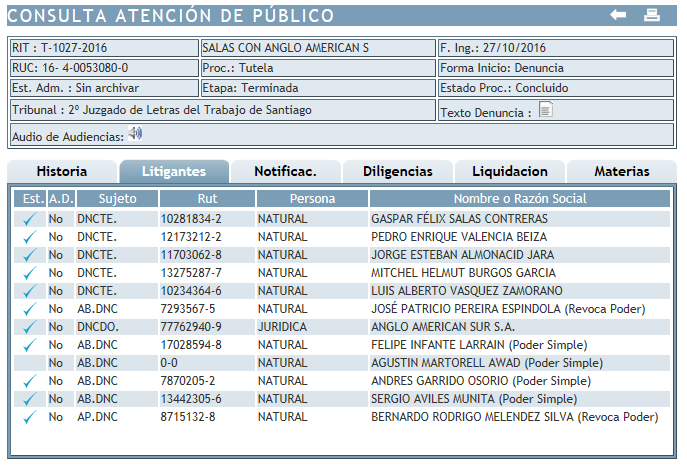 CONSULTA ATENCIÓN DE PÚBLICO
RIT : T-1027-2016 SALAS CON ANGLO AMERICAN S F. Ing.: 27/10/2016
RUC: 16- 4-0053080-0 Proc.: Tutela Forma Inicio: Denuncia
Est. Adm. : Sin archivar Etapa: Terminada Estado Proc.: Concluido
Tribunal : 2º Juzgado de Letras del Trabajo de Santiago Texto Denuncia :
Audio de Audiencias:
Historia Litigantes Notificac. Diligencias Liquidacion Materias
Est. A.D. Sujeto Rut Persona Nombre o Razón Social
No DNCTE. 10281834-2 NATURAL GASPAR FÉLIX SALAS CONTRERAS
No DNCTE. 12173212-2 NATURAL PEDRO ENRIQUE VALENCIA BEIZA
No DNCTE. 11703062-8 NATURAL JORGE ESTEBAN ALMONACID JARA
No DNCTE. 13275287-7 NATURAL MITCHEL HELMUT BURGOS GARCIA
No DNCTE. 10234364-6 NATURAL LUIS ALBERTO VASQUEZ ZAMORANO
No AB.DNC 7293567-5 NATURAL JOSÉ PATRICIO PEREIRA ESPINDOLA (Revoca Poder)
No DNCDO. 77762940-9 JURIDICA ANGLO AMERICAN SUR S.A.
No AB.DNC 17028594-8 NATURAL FELIPE INFANTE LARRAIN (Poder Simple)
No AB.DNC 0-0 NATURAL AGUSTIN MARTORELL AWAD (Poder Simple)
No AB.DNC 7870205-2 NATURAL ANDRES GARRIDO OSORIO (Poder Simple)
No AB.DNC 13442305-6 NATURAL SERGIO AVILES MUNITA (Poder Simple)
No AP.DNC 8715132-8 NATURAL BERNARDO RODRIGO MELENDEZ SILVA (Revoca Poder)